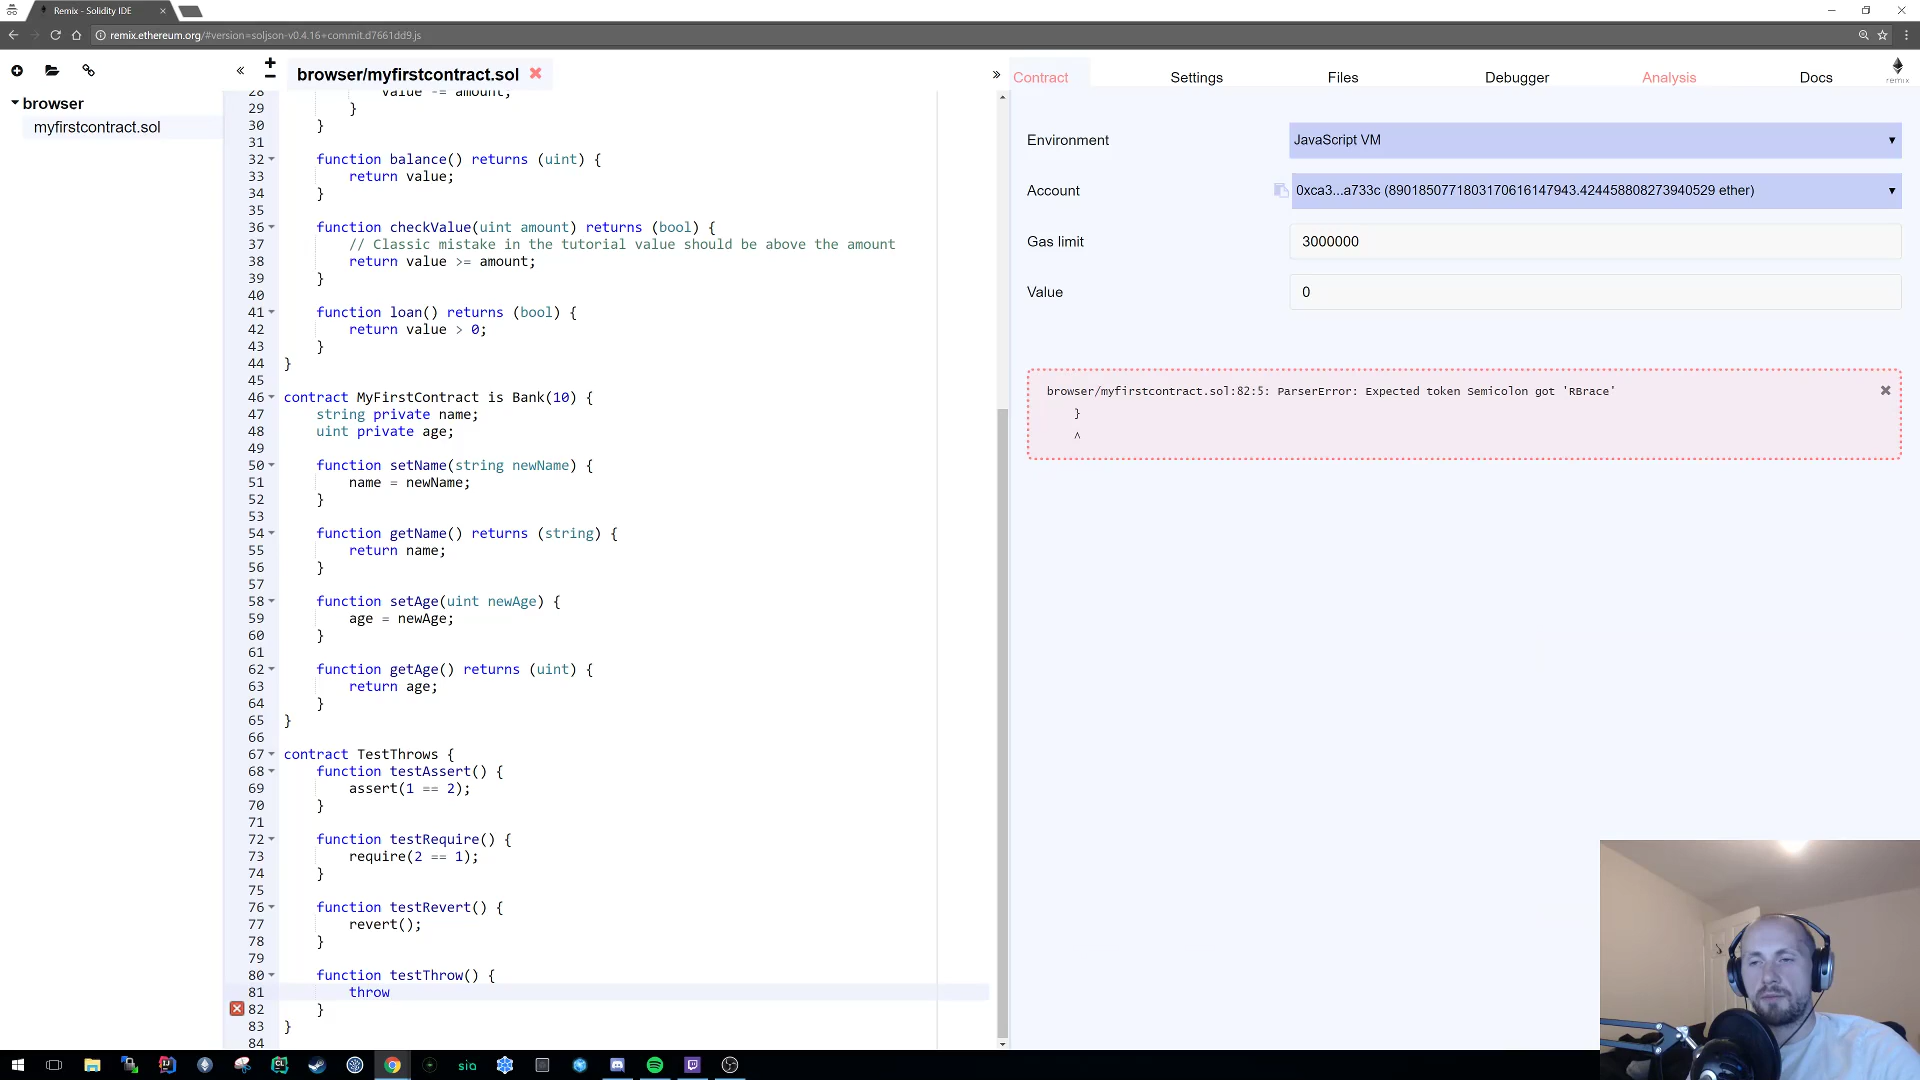 Remix - Solidity IDE
remix.ethereum.org/#version=soljson-v0.4.16+commit.d7661dd9.js
browser/myfirstcontract.sol
Contract
Settings
Files
Debugger
Analysis
Docs
remix
browser
myfirstcontract.sol
28 value -= amount;
29 }
30 }
31
32 function balance() returns (uint) {
33 return value;
34 }
35
36 function checkValue(uint amount) returns (bool) {
37 // Classic mistake in the tutorial value should be above the amount
38 return value >= amount;
39 }
40
41 function loan() returns (bool) {
42 return value > 0;
43 }
44 }
45
46 contract MyFirstContract is Bank(10) {
47 string private name;
48 uint private age;
49
50 function setName(string newName) {
51 name = newName;
52 }
53
54 function getName() returns (string) {
55 return name;
56 }
57
58 function setAge(uint newAge) {
59 age = newAge;
60 }
61
62 function getAge() returns (uint) {
63 return age;
64 }
65 }
66
67 contract TestThrows {
68 function testAssert() {
69 assert(1 == 2);
70 }
71
72 function testRequire() {
73 require(2 == 1);
74 }
75
76 function testRevert() {
77 revert();
78 }
79
80 function testThrow() {
81 throw
82 }
83 }
84
Environment
JavaScript VM
Account
0xca3...a733c (8901850771803170616147943.424458808273940529 ether)
Gas limit
3000000
Value
0
browser/myfirstcontract.sol:82:5: ParserError: Expected token Semicolon got 'RBrace'
}
^
sia